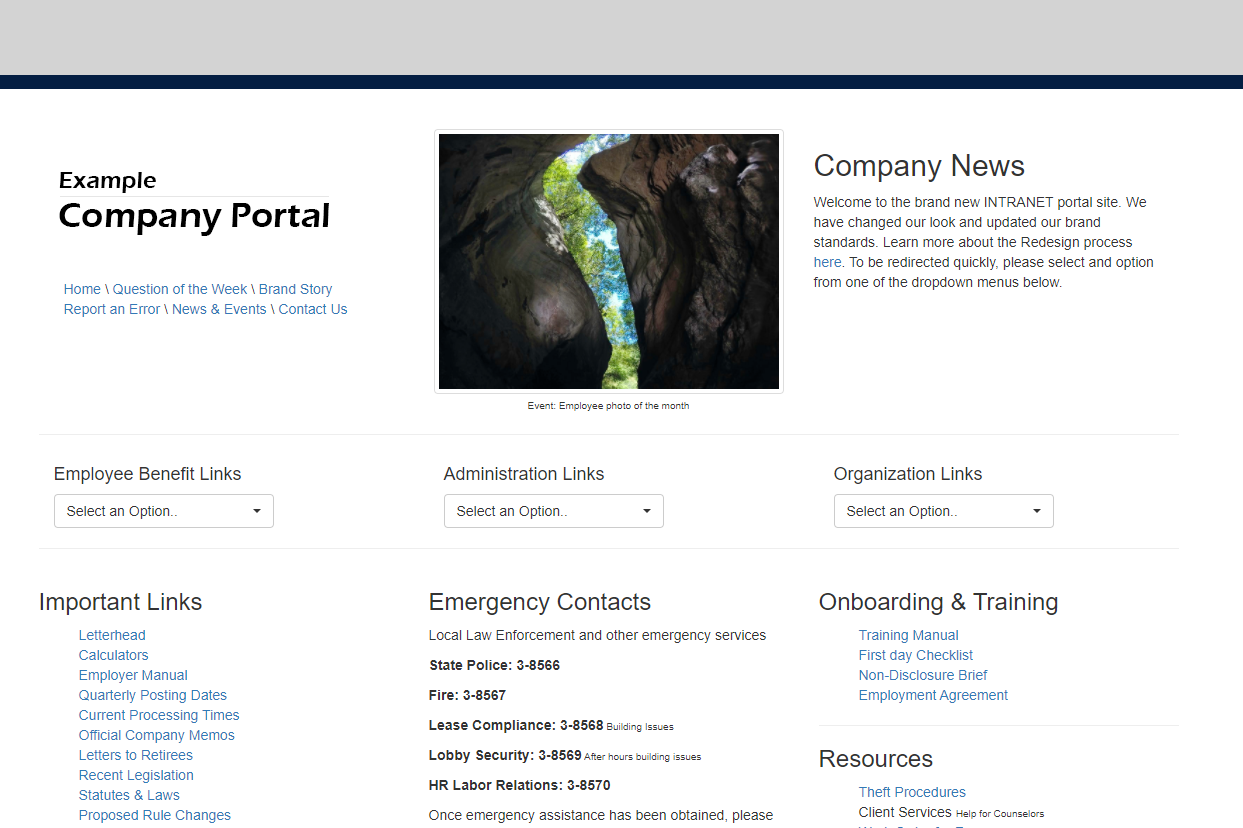 Example
Company Portal
Home \ Question of the Week \ Brand Story
Report an Error \ News & Events \ Contact Us
Event: Employee photo of the month
Company News
Welcome to the brand new INTRANET portal site. We
have changed our look and updated our brand
standards. Learn more about the Redesign process
here. To be redirected quickly, please select and option
from one of the dropdown menus below.
Employee Benefit Links
Select an Option..
Administration Links
Select an Option..
Organization Links
Select an Option..
Important Links
Letterhead
Calculators
Employer Manual
Quarterly Posting Dates
Current Processing Times
Official Company Memos
Letters to Retirees
Recent Legislation
Statutes & Laws
Proposed Rule Changes
Emergency Contacts
Local Law Enforcement and other emergency services
State Police: 3-8566
Fire: 3-8567
Lease Compliance: 3-8568 Building Issues
Lobby Security: 3-8569 After hours building issues
HR Labor Relations: 3-8570
Once emergency assistance has been obtained, please
Onboarding & Training
Training Manual
First day Checklist
Non-Disclosure Brief
Employment Agreement
Resources
Theft Procedures
Client Services Help for Counselors